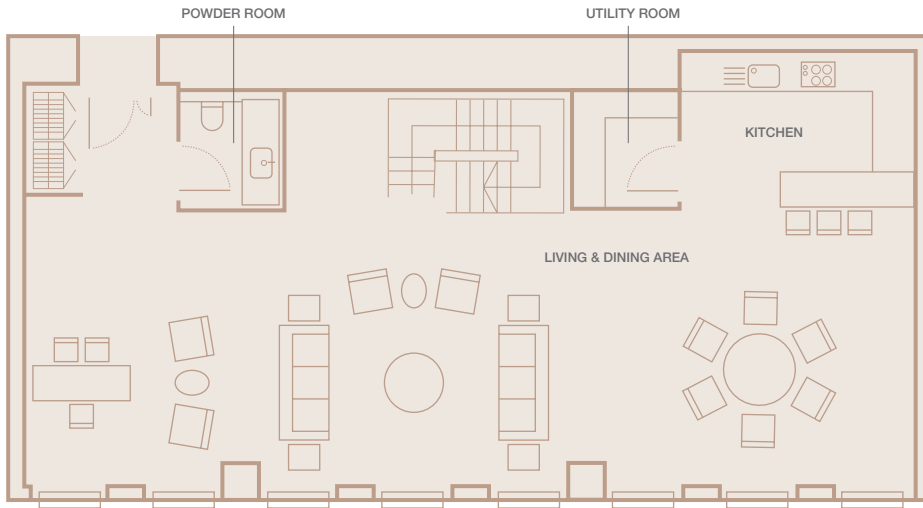 POWDER ROOM
UTILITY ROOM
KITCHEN
LIVING & DINING AREA